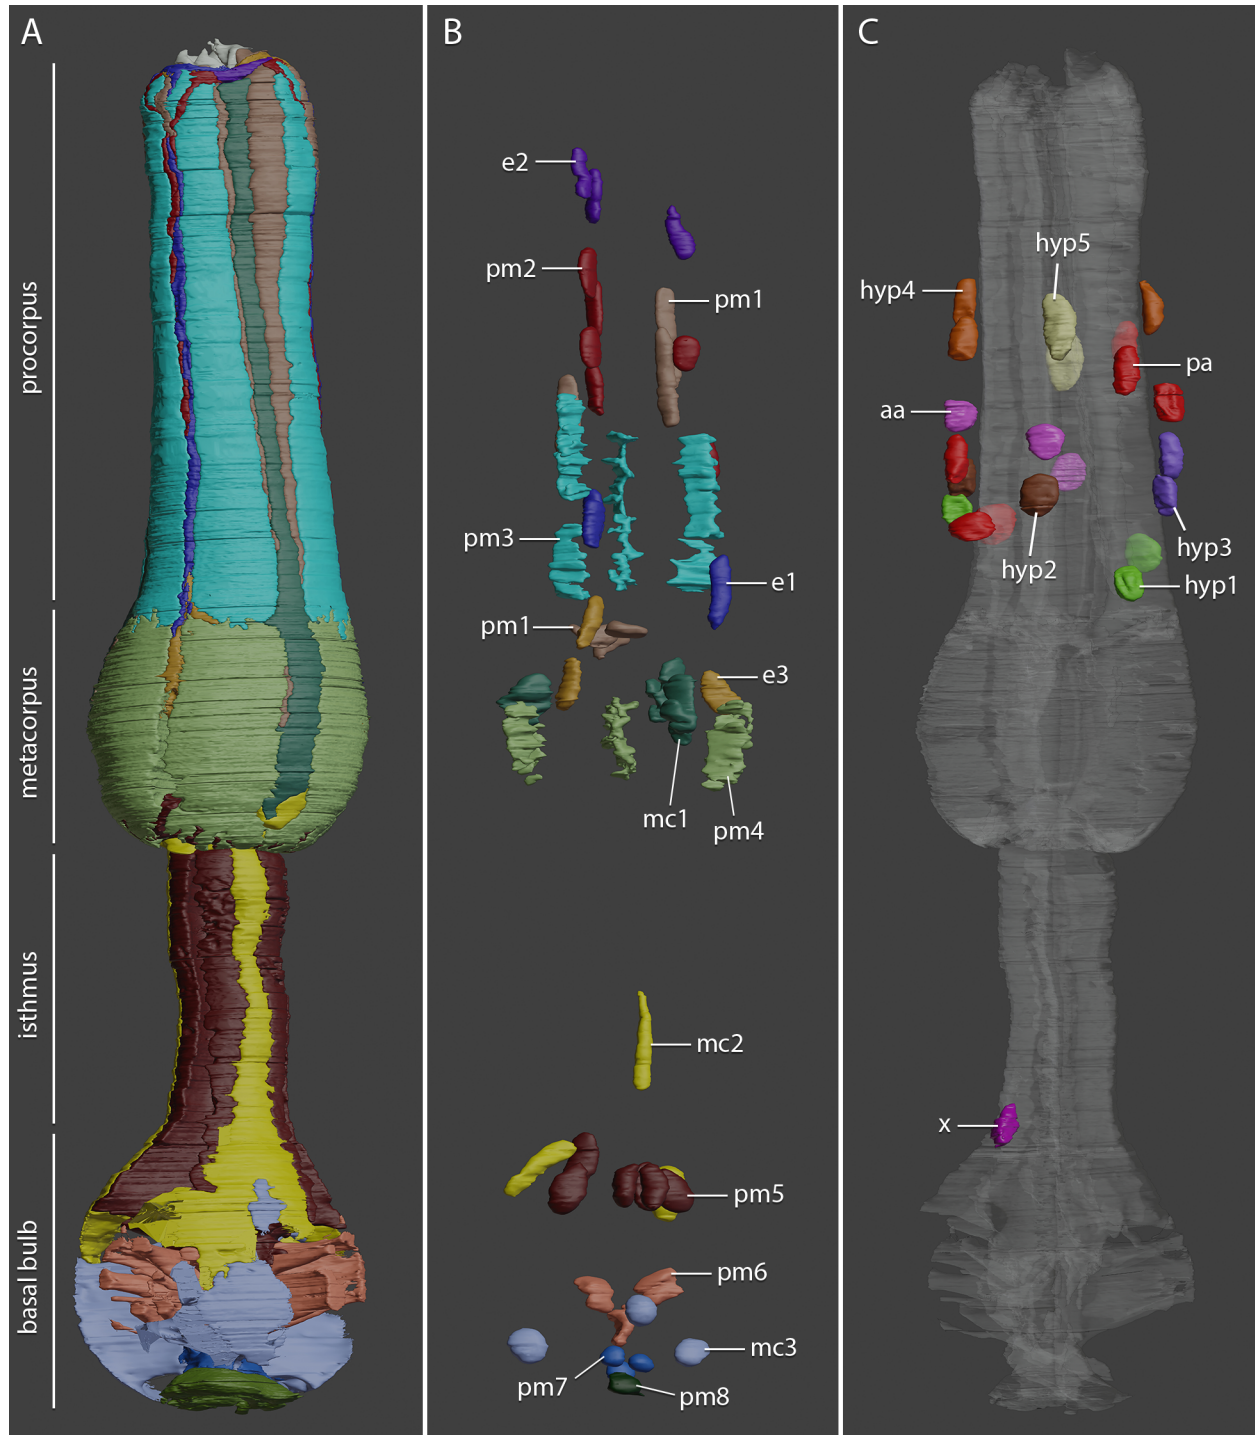 A
procorpus
metacorpus
isthmus
basal bulb
B
e2
pm2
pm1
pm3
e1
pm1
e3
mc1
pm4
mc2
pm5
pm6
mc3
pm7
pm8
C
hyp5
hyp4
pa
aa
hyp3
hyp2
hyp1
x